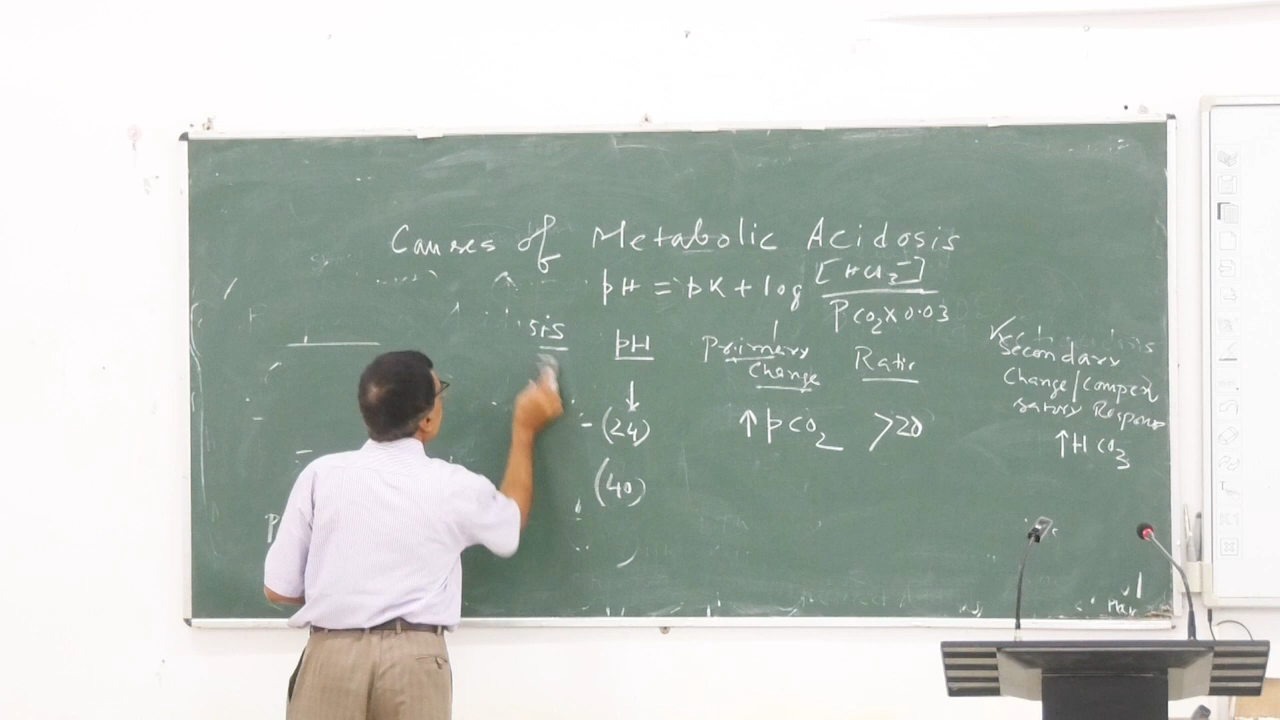 Causes of Metabolic Acidosis
pH = pK + log [HCO3-] / PCO2 x 0.03
sis
pH
Primary Change
Ratio
Secondary Change/Compen satory Respons
↓
- (24)
↑ pCO2
>20
↑HCO3
(40)